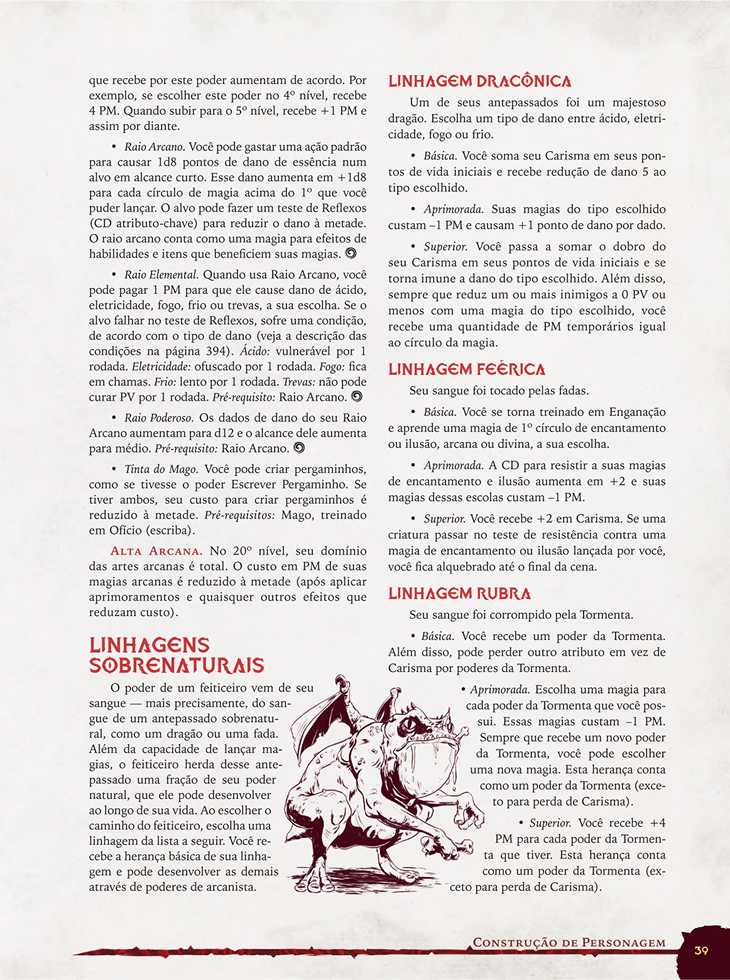 que recebe por este poder aumentam de acordo. Por
exemplo, se escolher este poder no 4º nível, recebe
4 PM. Quando subir para o 5º nível, recebe +1 PM e
assim por diante.
• Raio Arcano. Você pode gastar uma ação padrão
para causar 1d8 pontos de dano de essência num
alvo em alcance curto. Esse dano aumenta em +1d8
para cada círculo de magia acima do 1º que você
puder lançar. O alvo pode fazer um teste de Reflexos
(CD atributo-chave) para reduzir o dano à metade.
O raio arcano conta como uma magia para efeitos de
habilidades e itens que beneficiem suas magias.
• Raio Elemental. Quando usa Raio Arcano, você
pode pagar 1 PM para que ele cause dano de ácido,
eletricidade, fogo, frio ou trevas, a sua escolha. Se o
alvo falhar no teste de Reflexos, sofre uma condição,
de acordo com o tipo de dano (veja a descrição das
condições na página 394). Ácido: vulnerável por 1
rodada. Eletricidade: ofuscado por 1 rodada. Fogo: fica
em chamas. Frio: lento por 1 rodada. Trevas: não pode
curar PV por 1 rodada. Pré-requisito: Raio Arcano.
• Raio Poderoso. Os dados de dano do seu Raio
Arcano aumentam para d12 e o alcance dele aumenta
para médio. Pré-requisito: Raio Arcano.
• Tinta do Mago. Você pode criar pergaminhos,
como se tivesse o poder Escrever Pergaminho. Se
tiver ambos, seu custo para criar pergaminhos é
reduzido à metade. Pré-requisitos: Mago, treinado
em Ofício (escriba).
Alta Arcana. No 20º nível, seu domínio
das artes arcanas é total. O custo em PM de suas
magias arcanas é reduzido à metade (após aplicar
aprimoramentos e quaisquer outros efeitos que
reduzam custo).
LINHAGENS
SOBRENATURAIS
O poder de um feiticeiro vem de seu
sangue — mais precisamente, do san-
gue de um antepassado sobrenatu-
ral, como um dragão ou uma fada.
Além da capacidade de lançar ma-
gias, o feiticeiro herda desse ante-
passado uma fração de seu poder
natural, que ele pode desenvolver
ao longo de sua vida. Ao escolher o
caminho do feiticeiro, escolha uma
linhagem da lista a seguir. Você re-
cebe a herança básica de sua linha-
gem e pode desenvolver as demais
através de poderes de arcanista.
LINHAGEM DRACÔNICA
Um de seus antepassados foi um majestoso
dragão. Escolha um tipo de dano entre ácido, eletri-
cidade, fogo ou frio.
• Básica. Você soma seu Carisma em seus pon-
tos de vida iniciais e recebe redução de dano 5 ao
tipo escolhido.
• Aprimorada. Suas magias do tipo escolhido
custam –1 PM e causam +1 ponto de dano por dado.
• Superior. Você passa a somar o dobro do
seu Carisma em seus pontos de vida iniciais e se
torna imune a dano do tipo escolhido. Além disso,
sempre que reduz um ou mais inimigos a 0 PV ou
menos com uma magia do tipo escolhido, você
recebe uma quantidade de PM temporários igual
ao círculo da magia.
LINHAGEM FEÉRICA
Seu sangue foi tocado pelas fadas.
• Básica. Você se torna treinado em Enganação
e aprende uma magia de 1º círculo de encantamento
ou ilusão, arcana ou divina, a sua escolha.
• Aprimorada. A CD para resistir a suas magias
de encantamento e ilusão aumenta em +2 e suas
magias dessas escolas custam –1 PM.
• Superior. Você recebe +2 em Carisma. Se uma
criatura passar no teste de resistência contra uma
magia de encantamento ou ilusão lançada por você,
você fica alquebrado até o final da cena.
LINHAGEM RUBRA
Seu sangue foi corrompido pela Tormenta.
• Básica. Você recebe um poder da Tormenta.
Além disso, pode perder outro atributo em vez de
Carisma por poderes da Tormenta.
• Aprimorada. Escolha uma magia para
cada poder da Tormenta que você pos-
sui. Essas magias custam –1 PM.
Sempre que recebe um novo poder
da Tormenta, você pode escolher
uma nova magia. Esta herança conta
como um poder da Tormenta (exce-
to para perda de Carisma).
• Superior. Você recebe +4
PM para cada poder da Tormen-
ta que tiver. Esta herança conta
como um poder da Tormenta (ex-
ceto para perda de Carisma).
Construção de Personagem
39